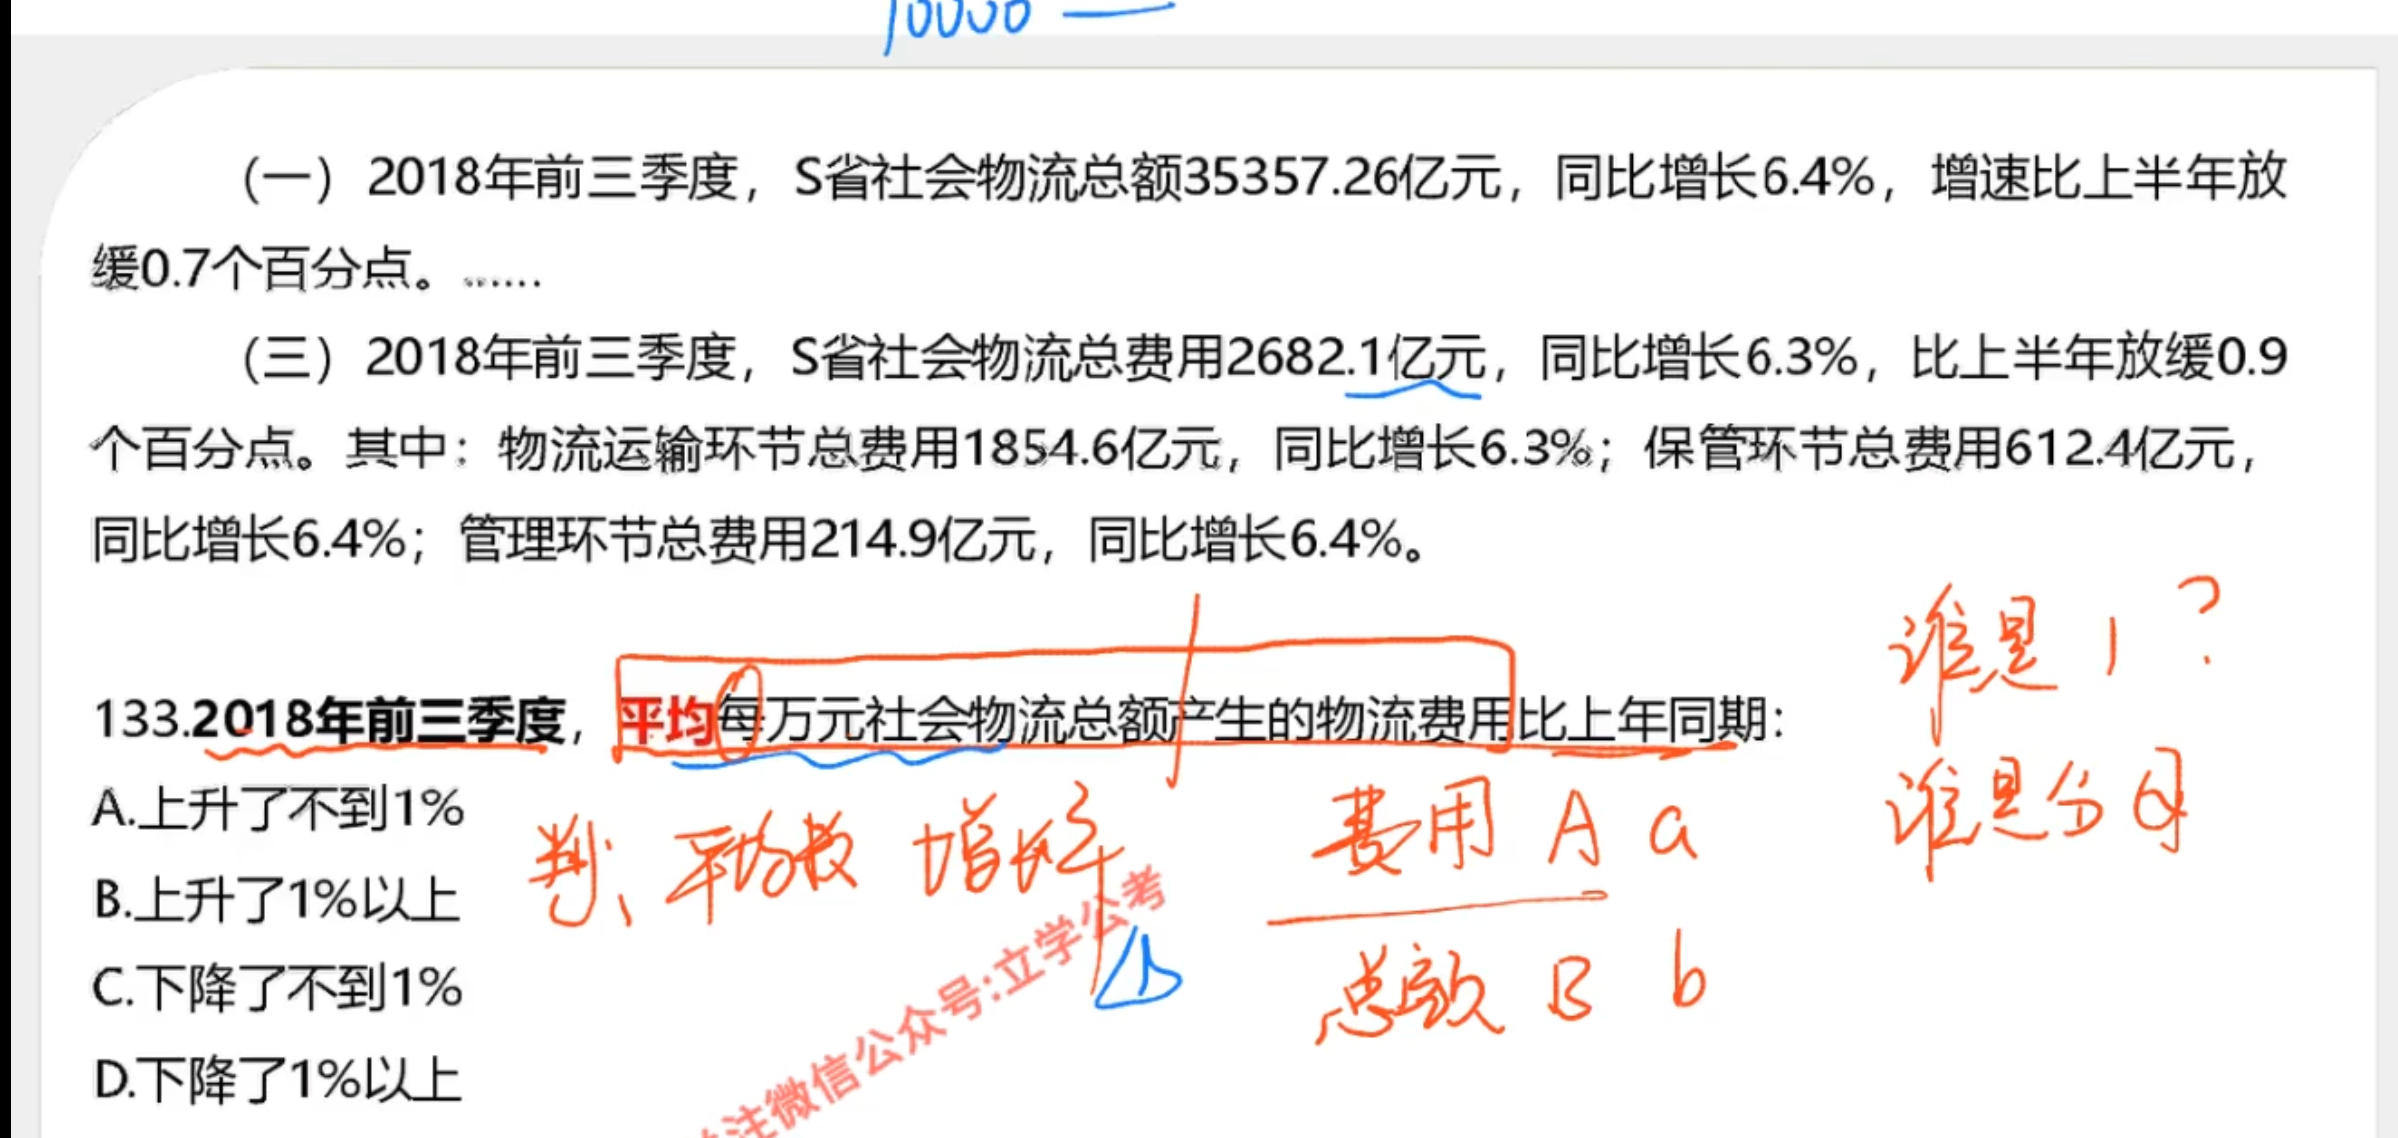 10000 —
(一) 2018年前三季度，S省社会物流总额35357.26亿元，同比增长6.4%，增速比上半年放
缓0.7个百分点。.......
(三) 2018年前三季度，S省社会物流总费用2682.1亿元，同比增长6.3%，比上半年放缓0.9
个百分点。其中：物流运输环节总费用1854.6亿元，同比增长6.3%；保管环节总费用612.4亿元，
同比增长6.4%；管理环节总费用214.9亿元，同比增长6.4%。
谁是1?
133.2018年前三季度，平均每万元社会物流总额产生的物流费用比上年同期：
谁是分母
A.上升了不到1%
判、平均数 增长率
费用 A a
B.上升了1%以上
总额 B b
C.下降了不到1%
D.下降了1%以上
注微信公众号:立学公考